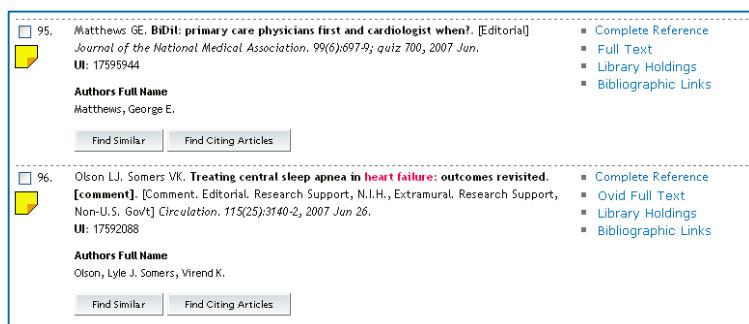 95. Matthews GE. BiDil: primary care physicians first and cardiologist when?. [Editorial]
Journal of the National Medical Association. 99(6):697-9; quiz 700, 2007 Jun.
UI: 17595944
Authors Full Name
Matthews, George E.
Find Similar Find Citing Articles
Complete Reference
Full Text
Library Holdings
Bibliographic Links
96. Olson LJ. Somers VK. Treating central sleep apnea in heart failure: outcomes revisited.
[comment]. [Comment. Editorial. Research Support, N.I.H., Extramural. Research Support,
Non-U.S. Gov't] Circulation. 115(25):3140-2, 2007 Jun 26.
UI: 17592088
Authors Full Name
Olson, Lyle J. Somers, Virend K.
Find Similar Find Citing Articles
Complete Reference
Ovid Full Text
Library Holdings
Bibliographic Links